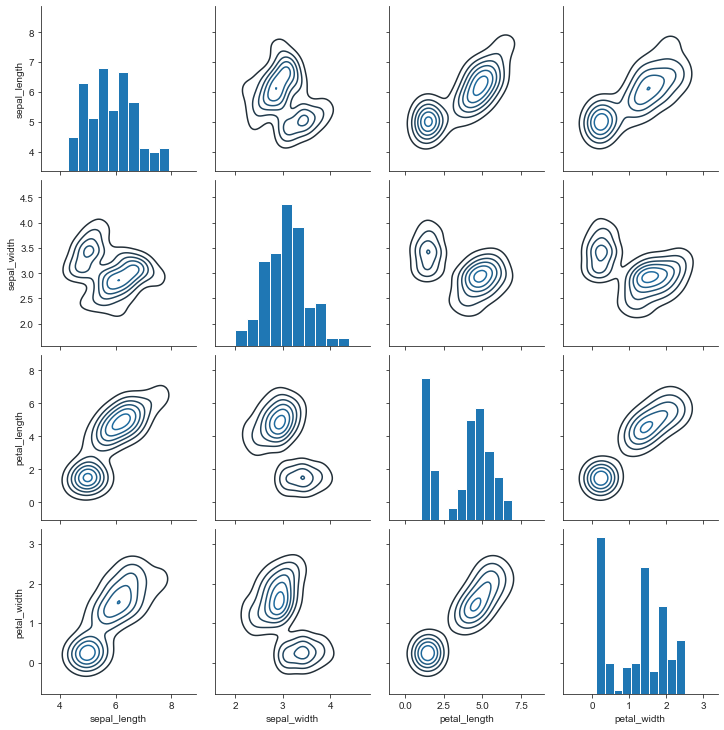 8
7
6
5
4
sepal_length
4.5
4.0
3.5
3.0
2.5
2.0
sepal_width
8
6
4
2
0
petal_length
3
2
1
0
petal_width
4 6 8
sepal_length
2 3 4
sepal_width
0.0 2.5 5.0 7.5
petal_length
0 1 2 3
petal_width